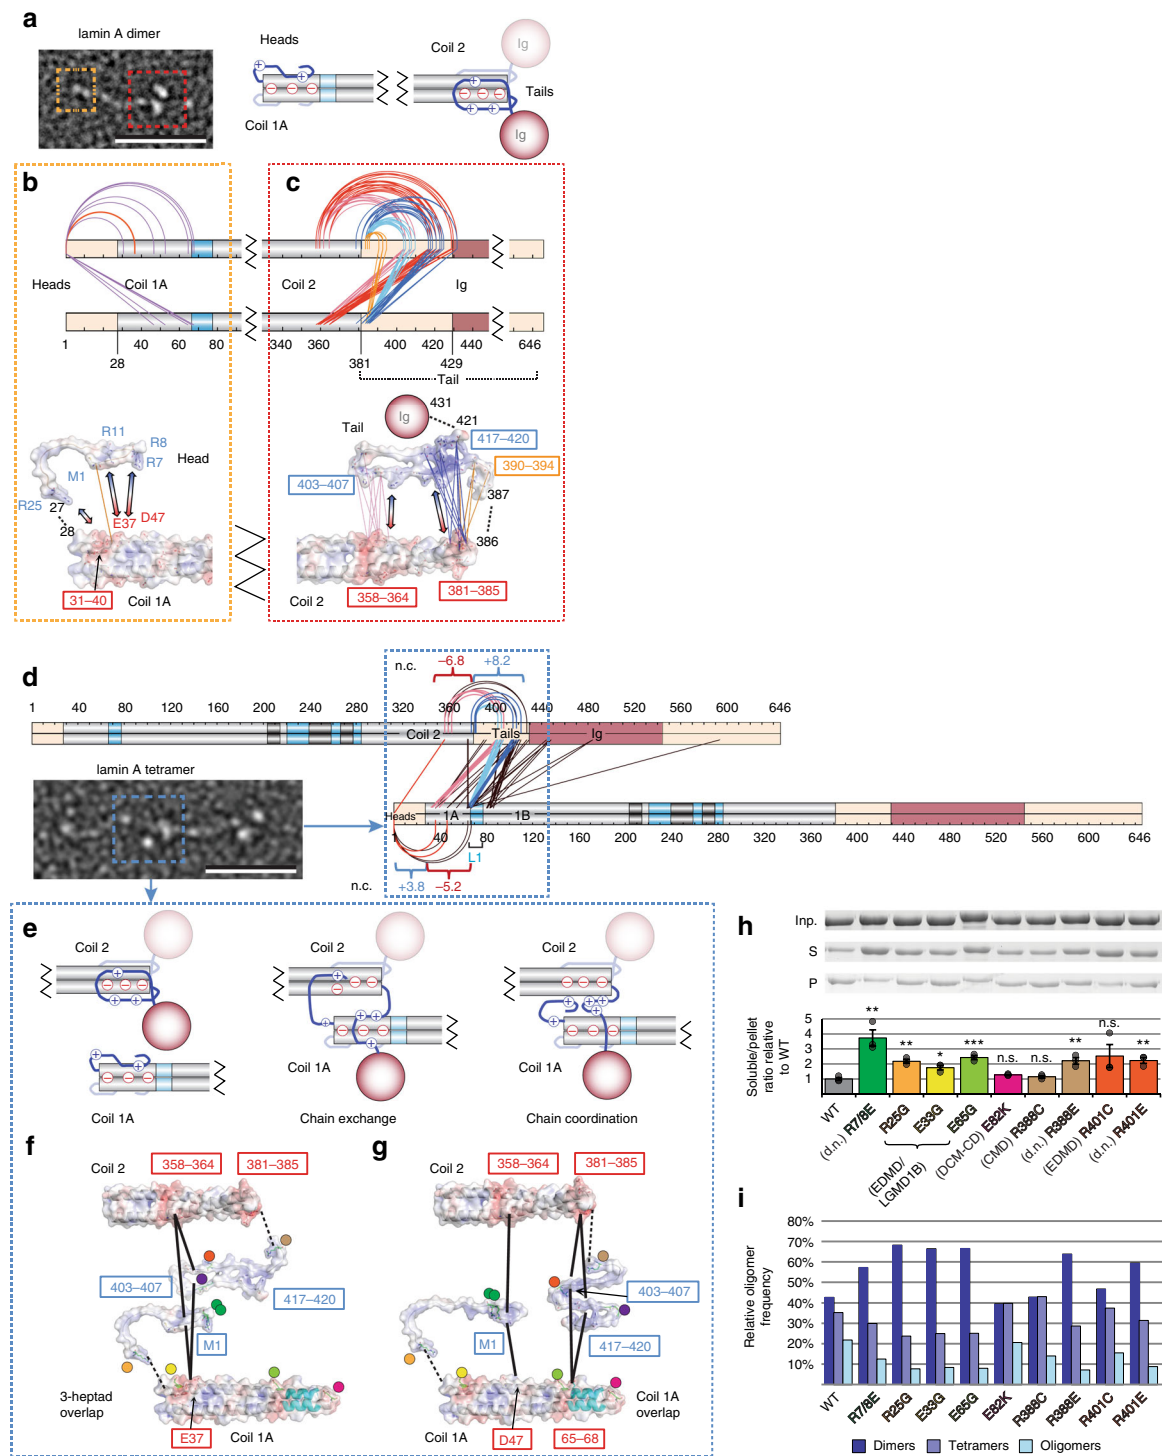 a
lamin A dimer
Heads
Coil 1A
Coil 2
Ig
Tails
Ig
b
c
Heads
Coil 1A
Coil 2
Ig
1 40 60 80 340 360 400 420 440 646
28 381 429
Tail
R11
R8
R7
Head
M1
R25
27
28
E37
D47
31–40
Coil 1A
Ig
431
421
Tail
417–420
390–394
403–407
387
386
Coil 2
358–364
381–385
d
n.c.
–6.8
+8.2
1 40 80 120 160 200 240 280 320 360 400 440 480 520 560 600 646
Coil 2
Tails
Ig
lamin A tetramer
Heads
1A
1B
1 40 80 120 160 200 240 280 320 360 400 440 480 520 560 600 646
L1
n.c.
+3.8
–5.2
e
Coil 2
Coil 1A
Coil 2
Coil 1A
Chain exchange
Coil 2
Coil 1A
Chain coordination
f
Coil 2
358–364
381–385
403–407
417–420
M1
3-heptad
overlap
E37
Coil 1A
g
358–364
381–385
403–407
M1
417–420
Coil 1A
overlap
Coil 1A
D47
65–68
h
Inp.
S
P
Soluble/pellet
ratio relative
to WT
5
4
3
2
1
**
**
*
***
n.s.
n.s.
**
n.s.
**
WT
(d.n.) R7/8E
R25G
E33G
E65G
(DCM-CD) E82K
(CMD) R388C
(d.n.) R388E
(EDMD) R401C
(d.n.) R401E
(EDMD/
LGMD1B)
i
Relative oligomer
frequency
80%
70%
60%
50%
40%
30%
20%
10%
WT
R7/8E
R25G
E33G
E65G
E82K
R388C
R388E
R401C
R401E
Dimers
Tetramers
Oligomers